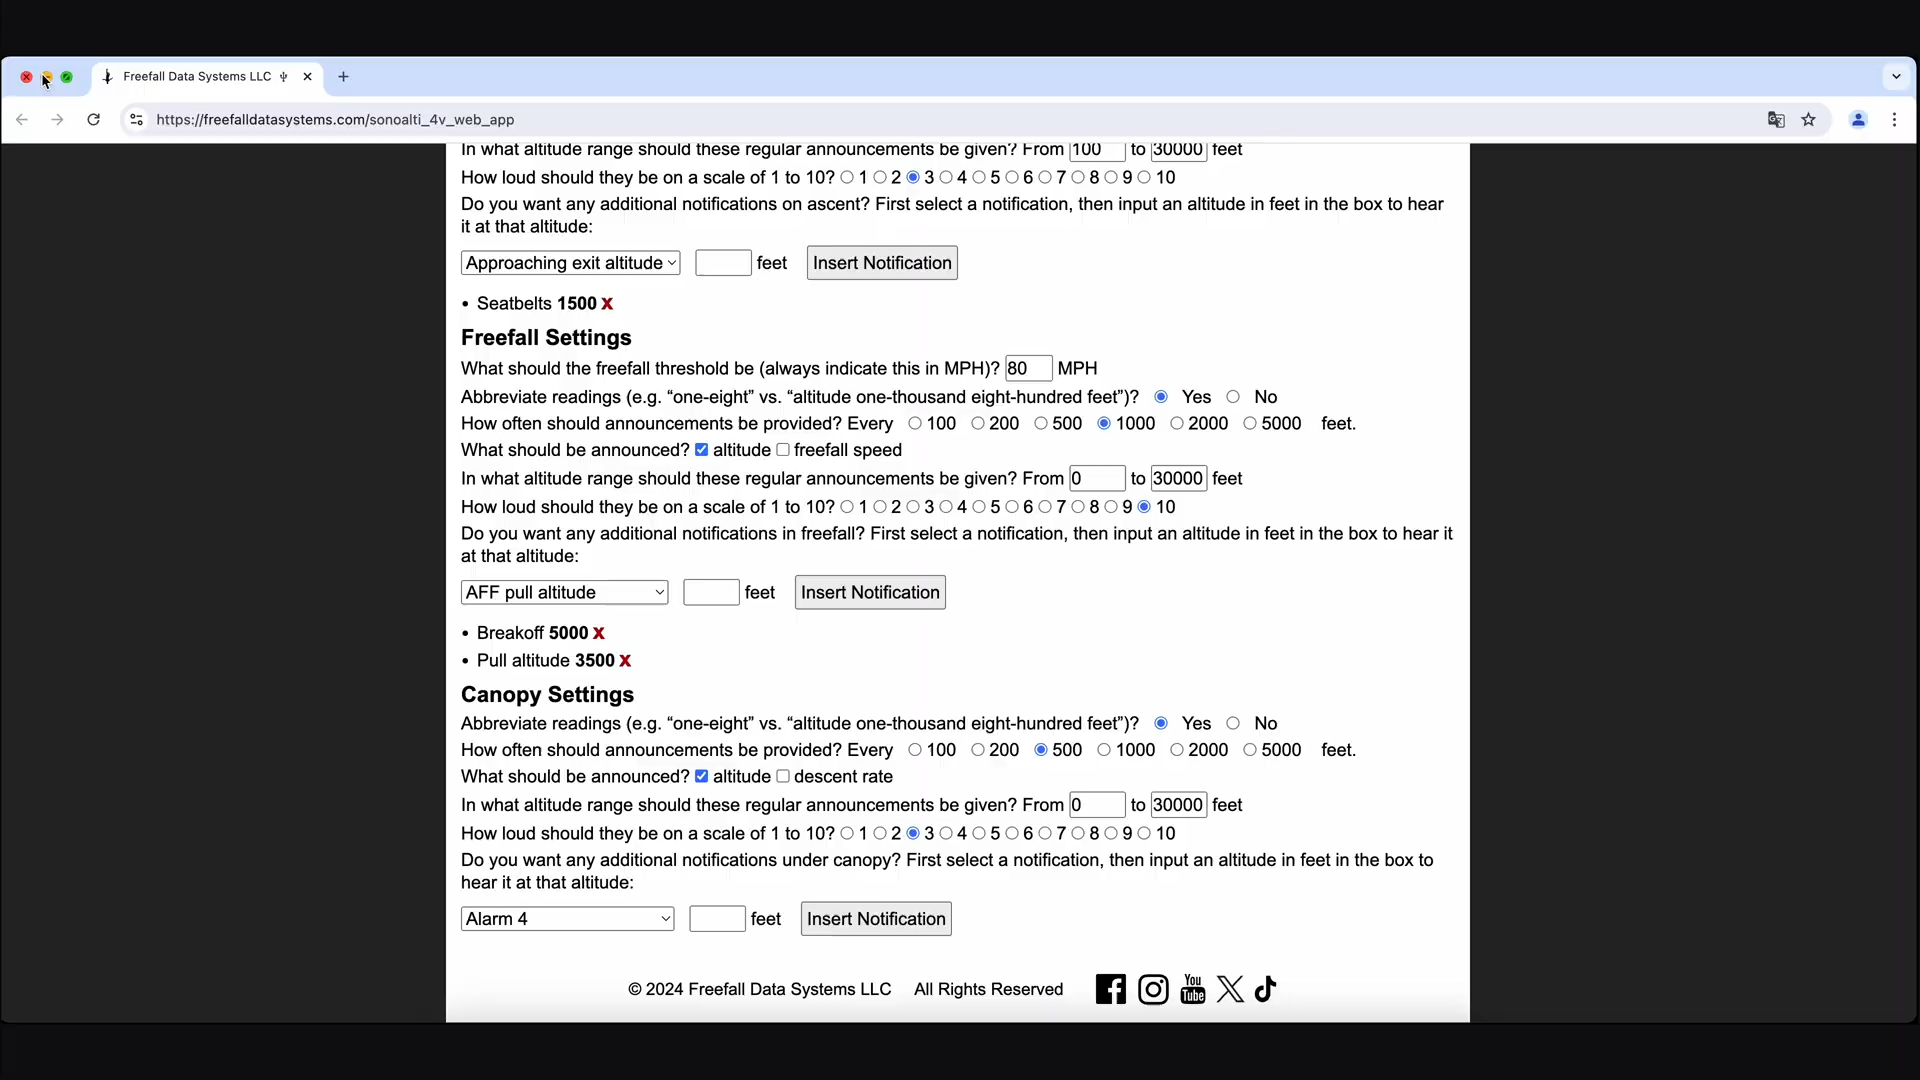 Freefall Data Systems LLC
https://freefalldatasystems.com/sonoalti_4v_web_app
In what altitude range should these regular announcements be given? From 100 to 30000 feet
How loud should they be on a scale of 1 to 10? 1 2 3 4 5 6 7 8 9 10
Do you want any additional notifications on ascent? First select a notification, then input an altitude in feet in the box to hear
it at that altitude:
Approaching exit altitude feet Insert Notification
• Seatbelts 1500 X
Freefall Settings
What should the freefall threshold be (always indicate this in MPH)? 80 MPH
Abbreviate readings (e.g. “one-eight” vs. “altitude one-thousand eight-hundred feet”)? Yes No
How often should announcements be provided? Every 100 200 500 1000 2000 5000 feet.
What should be announced? altitude freefall speed
In what altitude range should these regular announcements be given? From 0 to 30000 feet
How loud should they be on a scale of 1 to 10? 1 2 3 4 5 6 7 8 9 10
Do you want any additional notifications in freefall? First select a notification, then input an altitude in feet in the box to hear it
at that altitude:
AFF pull altitude feet Insert Notification
• Breakoff 5000 X
• Pull altitude 3500 X
Canopy Settings
Abbreviate readings (e.g. “one-eight” vs. “altitude one-thousand eight-hundred feet”)? Yes No
How often should announcements be provided? Every 100 200 500 1000 2000 5000 feet.
What should be announced? altitude descent rate
In what altitude range should these regular announcements be given? From 0 to 30000 feet
How loud should they be on a scale of 1 to 10? 1 2 3 4 5 6 7 8 9 10
Do you want any additional notifications under canopy? First select a notification, then input an altitude in feet in the box to
hear it at that altitude:
Alarm 4 feet Insert Notification
© 2024 Freefall Data Systems LLC All Rights Reserved You Tube